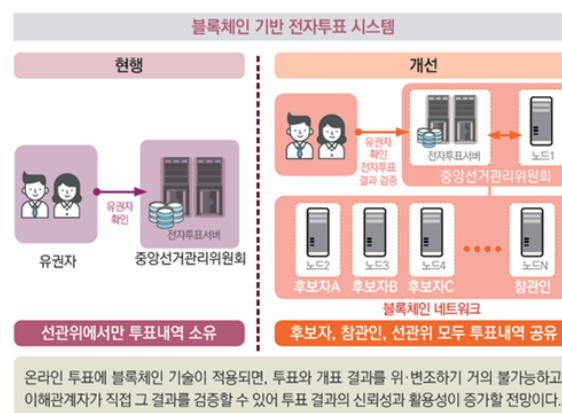 블록체인 기반 전자투표 시스템
현행
개선
유권자
확인
전자투표서버
유권자
중앙선거관리위원회
유권자
확인
전자투표
결과 검증
전자투표서버
노드1
중앙선거관리위원회
노드2
노드3
노드4
노드N
후보자A
후보자B
후보자C
참관인
블록체인 네트워크
선관위에서만 투표내역 소유
후보자, 참관인, 선관위 모두 투표내역 공유
온라인 투표에 블록체인 기술이 적용되면, 투표와 개표 결과를 위·변조하기 거의 불가능하고
이해관계자가 직접 그 결과를 검증할 수 있어 투표 결과의 신뢰성과 활용성이 증가할 전망이다.